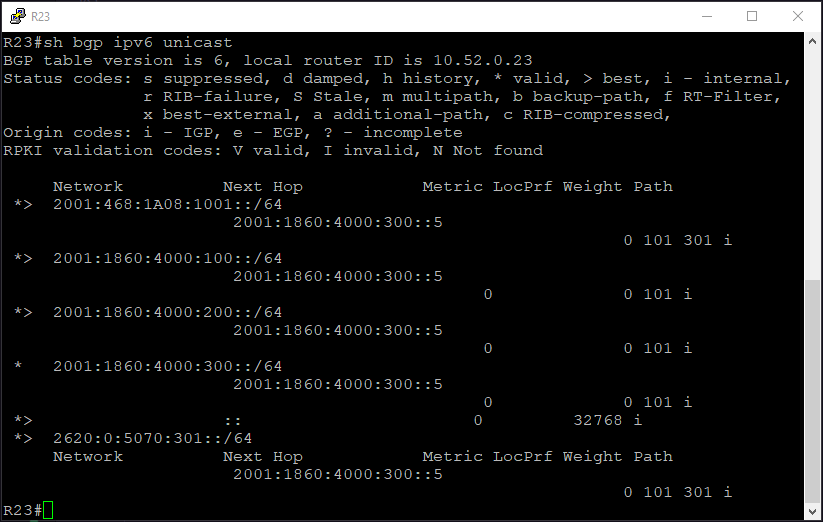 R23
R23#sh bgp ipv6 unicast
BGP table version is 6, local router ID is 10.52.0.23
Status codes: s suppressed, d damped, h history, * valid, > best, i - internal,
              r RIB-failure, S Stale, m multipath, b backup-path, f RT-Filter,
              x best-external, a additional-path, c RIB-compressed,
Origin codes: i - IGP, e - EGP, ? - incomplete
RPKI validation codes: V valid, I invalid, N Not found
     Network          Next Hop            Metric LocPrf Weight Path
 *>  2001:468:1A08:1001::/64
                       2001:1860:4000:300::5
                                                              0 101 301 i
 *>  2001:1860:4000:100::/64
                       2001:1860:4000:300::5
                                                0             0 101 i
 *>  2001:1860:4000:200::/64
                       2001:1860:4000:300::5
                                                0             0 101 i
 *   2001:1860:4000:300::/64
                       2001:1860:4000:300::5
                                                0             0 101 i
 *>                   ::                       0         32768 i
 *>  2620:0:5070:301::/64
     Network          Next Hop            Metric LocPrf Weight Path
                       2001:1860:4000:300::5
                                                              0 101 301 i
R23#